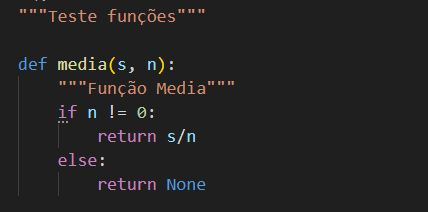 """Teste funções"""
def media(s, n):
"""Função Media"""
if n != 0:
return s/n
else:
return None